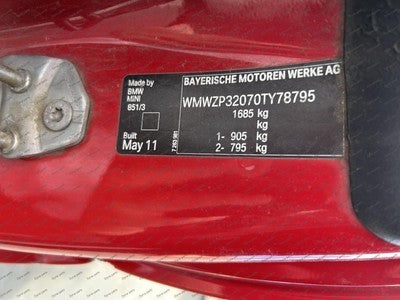 Made by
BMW
MINI
851/3
Built
May 11
BAYERISCHE MOTOREN WERKE AG
WMWZP32070TY78795
1685 kg
kg
1- 905 kg
2- 795 kg